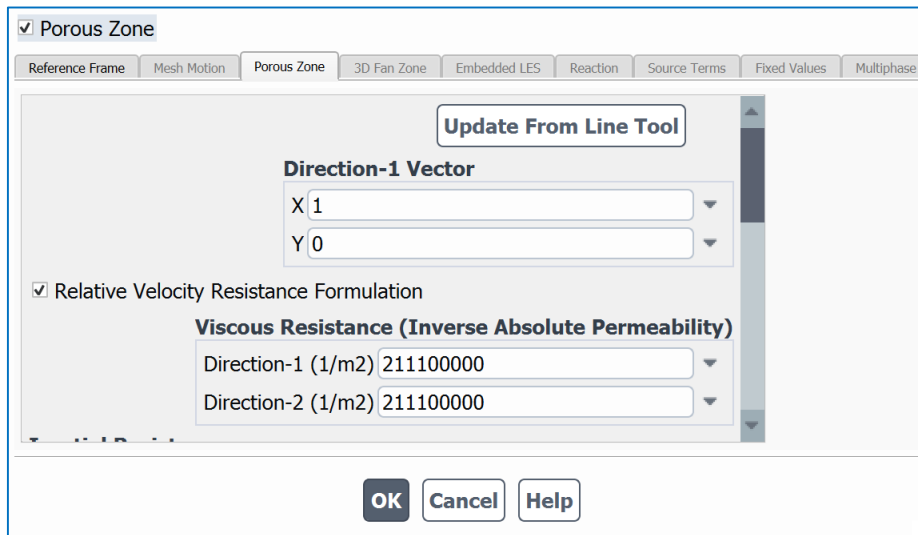 Porous Zone
Reference Frame Mesh Motion Porous Zone 3D Fan Zone Embedded LES Reaction Source Terms Fixed Values Multiphase
Update From Line Tool
Direction-1 Vector
X 1
Y 0
Relative Velocity Resistance Formulation
Viscous Resistance (Inverse Absolute Permeability)
Direction-1 (1/m2) 211100000
Direction-2 (1/m2) 211100000
OK Cancel Help